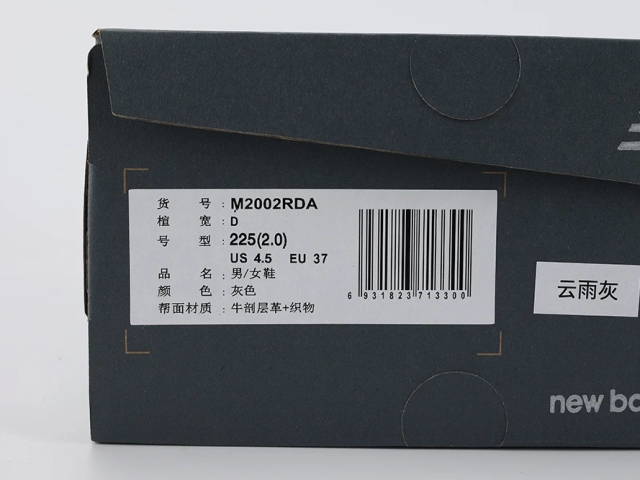 货 号：M2002RDA
楦 宽：D
号 型：225(2.0)
US 4.5 EU 37
品 名：男/女鞋
颜 色：灰色
帮面材质：牛剖层革+织物
6 931823 713300
云雨灰
new ba